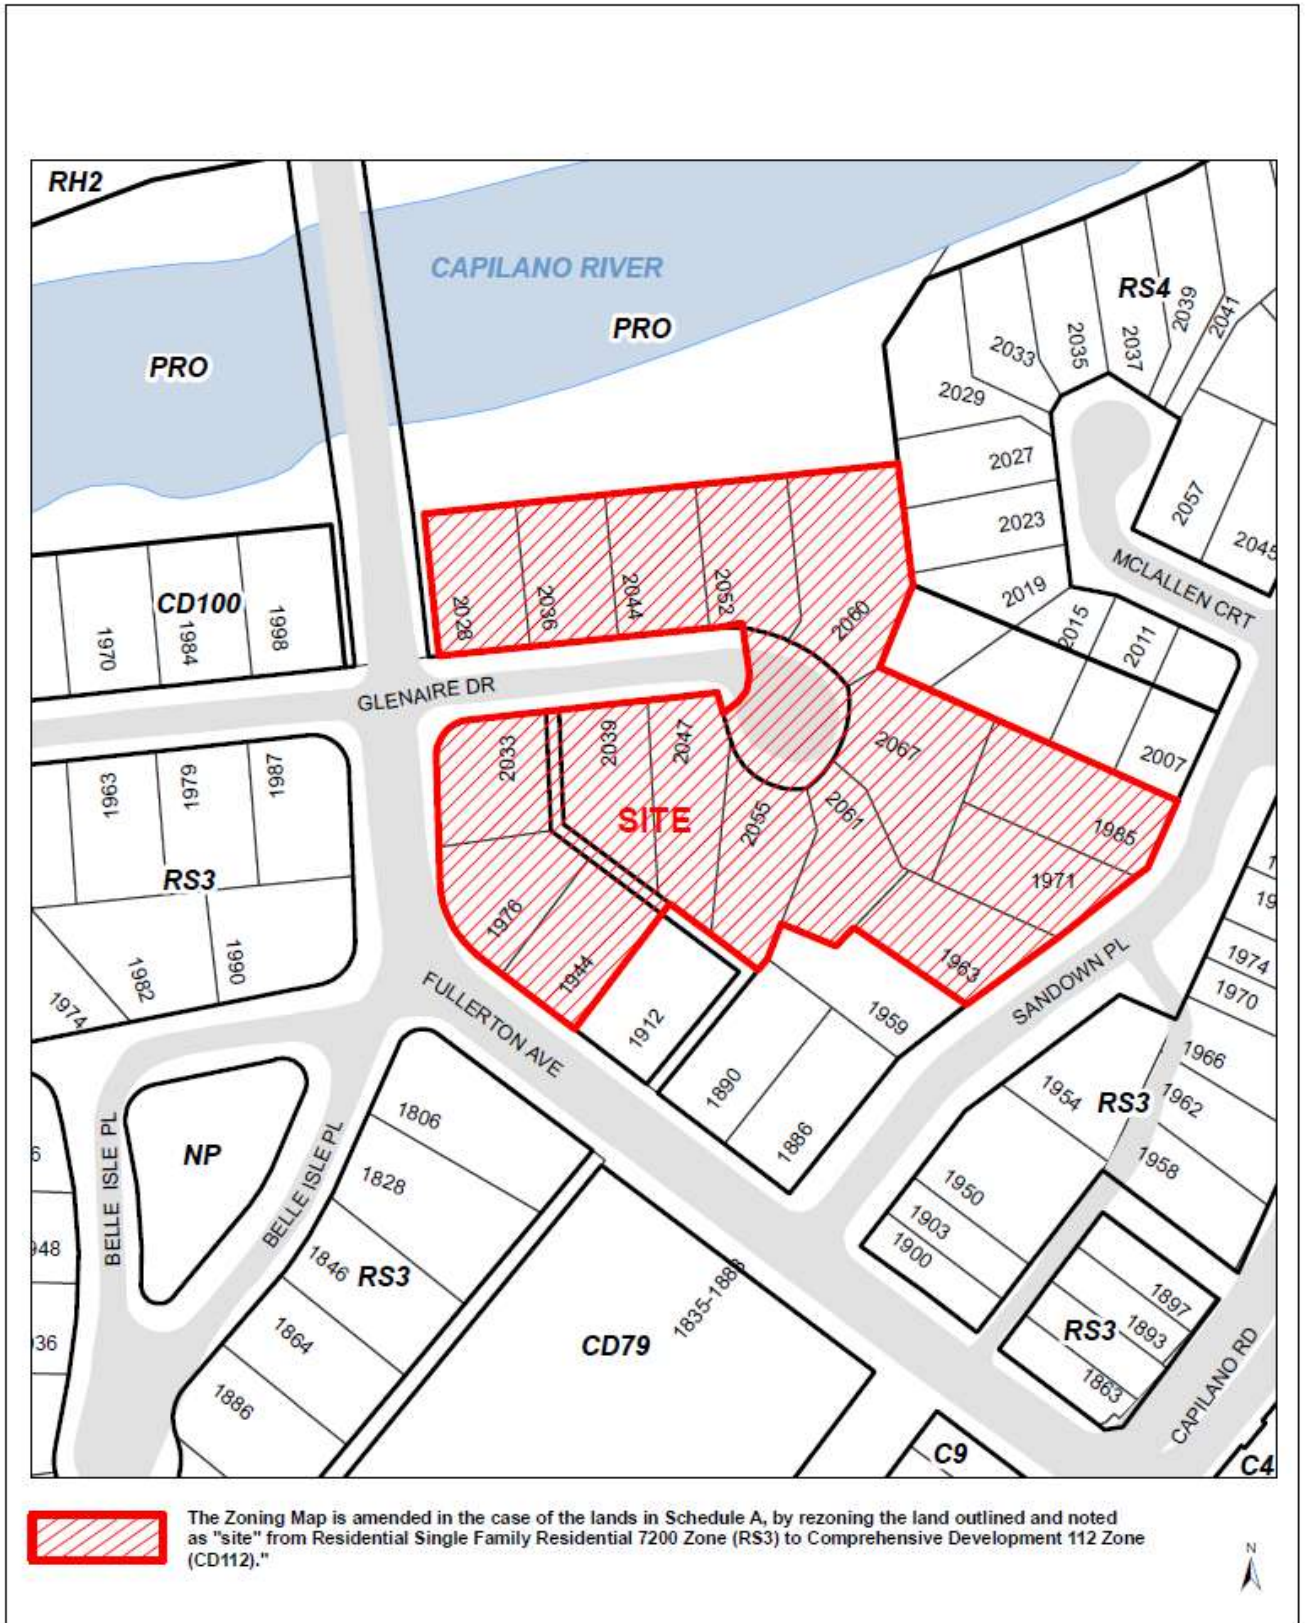 RH2
CAPILANO RIVER
PRO
PRO
RS4
2033
2035
2037
2039
2041
2029
2027
2023
2019
2015
2011
2007
2057
2045
MCLALLEN CRT
CD100
1970
1984
1998
2028
2036
2044
2052
2060
GLENAIRE DR
2033
2039
2047
2055
2061
2067
SITE
1985
1971
1963
1976
1944
1912
1963
1979
1987
RS3
1974
1982
1990
FULLERTON AVE
SANDOWN PL
1959
1890
1886
1974
1970
1966
1962
1958
1954
RS3
1950
1903
1900
BELLE ISLE PL
NP
BELLE ISLE PL
1806
1828
1846
RS3
1864
1886
CD79
RS3
1897
1893
1863
CAPILANO RD
C9
C4
The Zoning Map is amended in the case of the lands in Schedule A, by rezoning the land outlined and noted
as "site" from Residential Single Family Residential 7200 Zone (RS3) to Comprehensive Development 112 Zone
(CD112)."
N